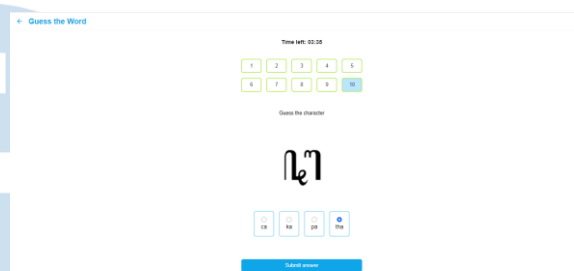 ← Guess the Word
Time left: 03:35
1 2 3 4 5
6 7 8 9 10
Guess the character
ꦛ
ca ka pa tha
Submit answer